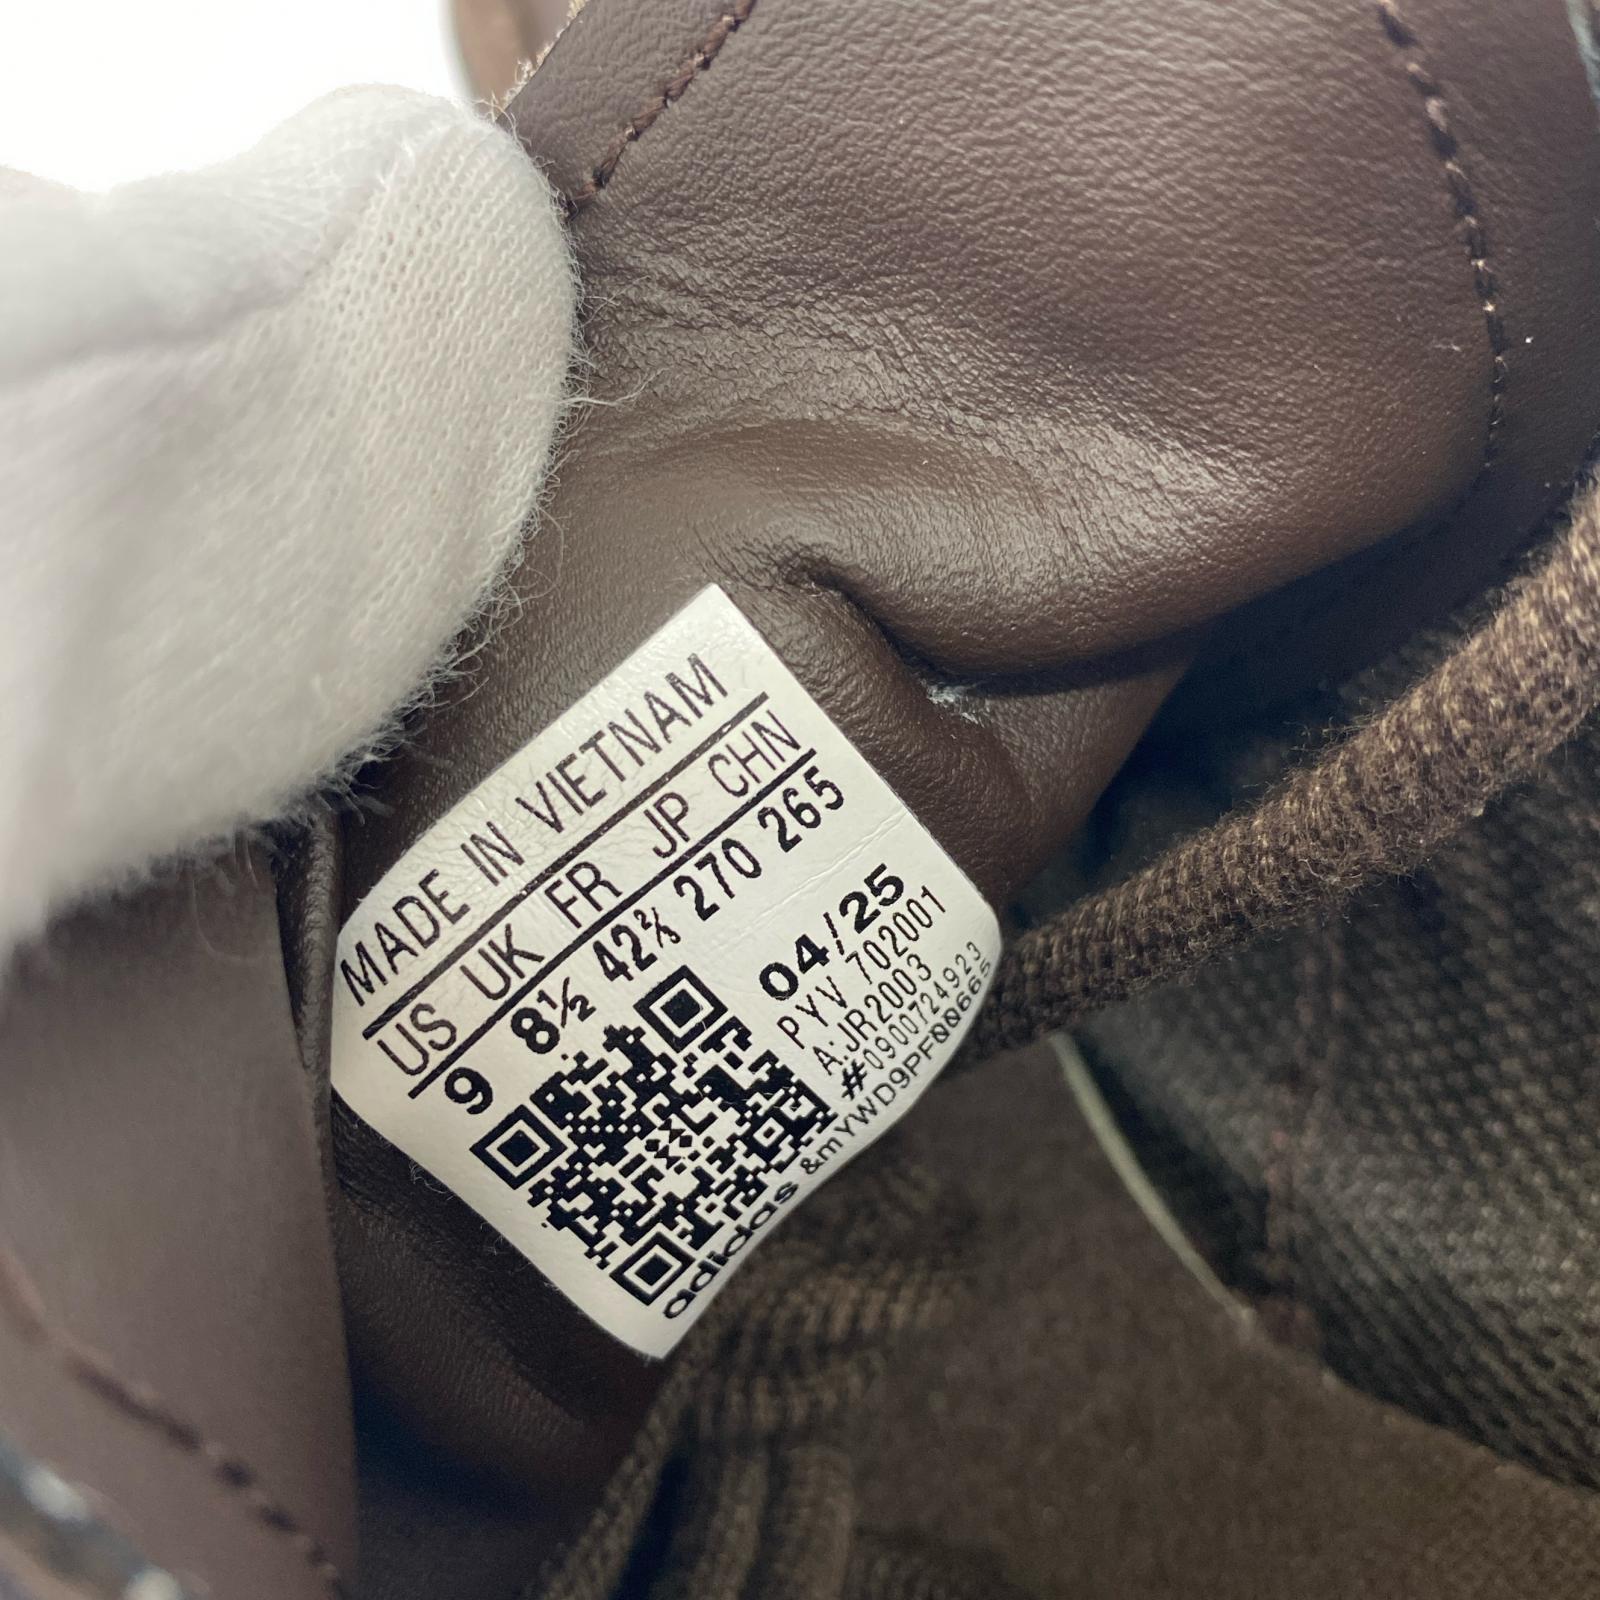 MADE IN VIETNAM
US UK FR JP CHN
9 8½ 42⅔ 270 265
04/25
PYV 702001
A:JR2003
#0900724923
adidas &mYWD9PF00665